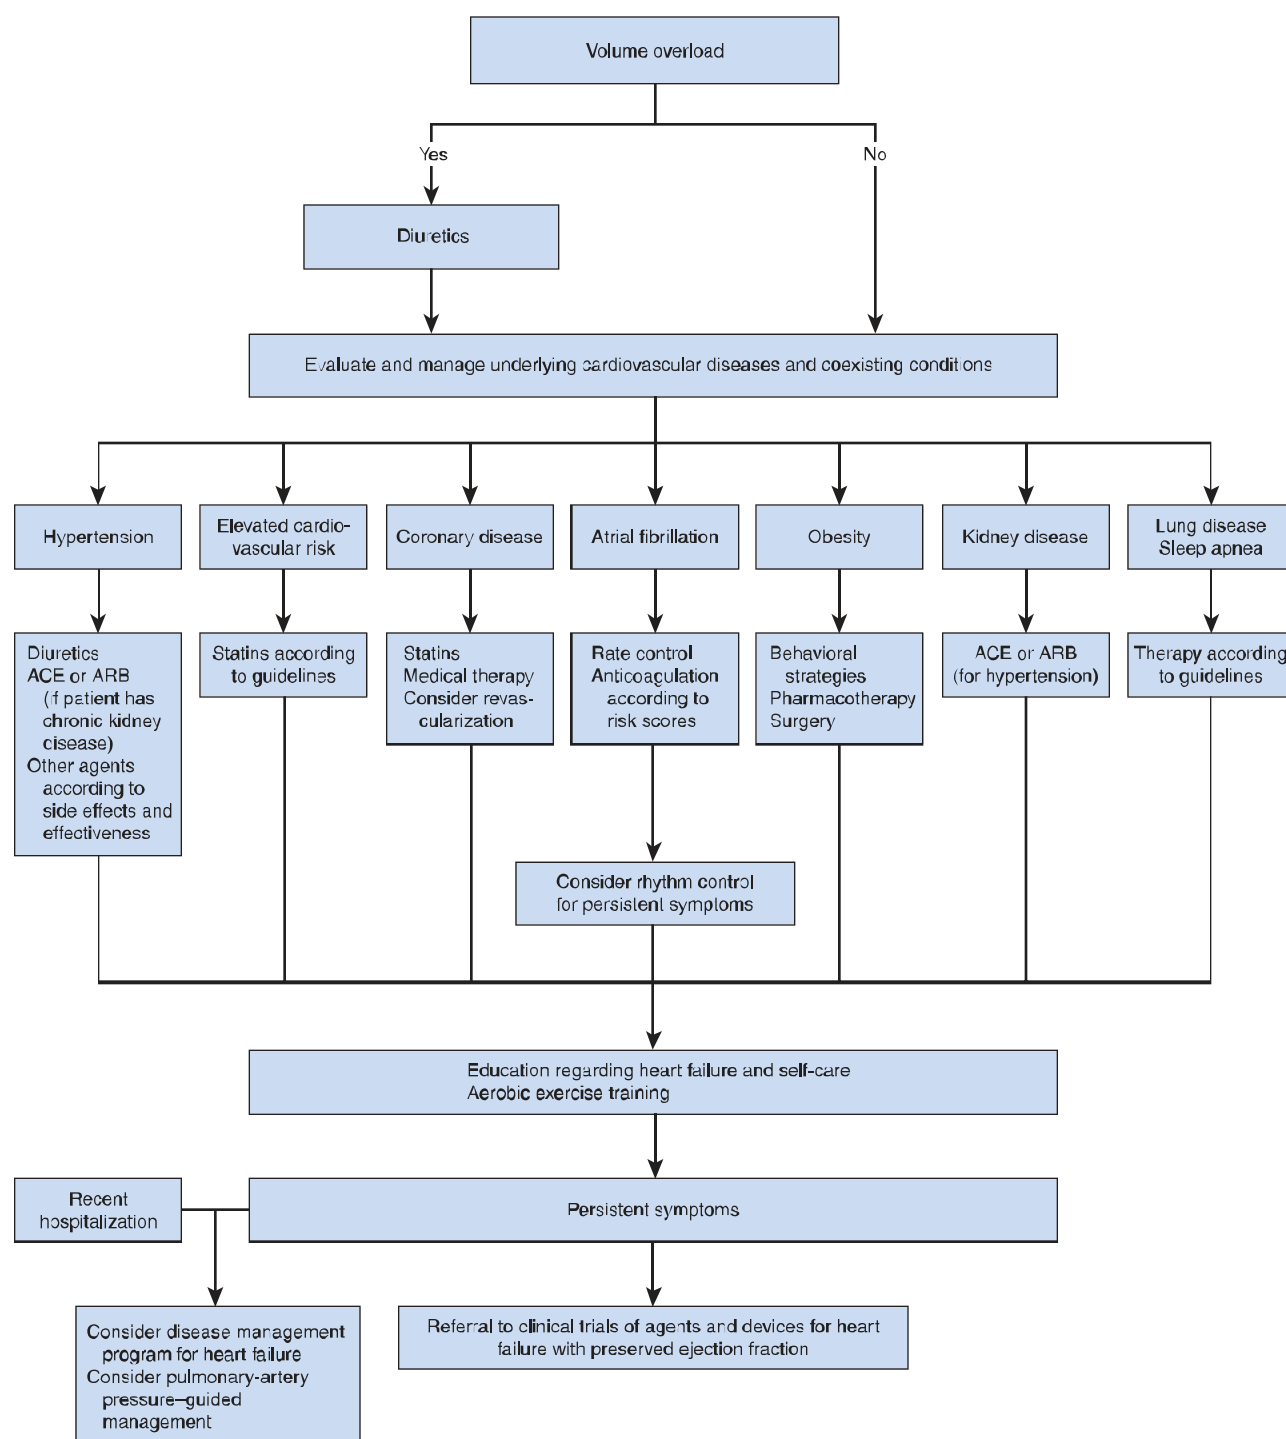 Volume overload
Yes
No
Diuretics
Evaluate and manage underlying cardiovascular diseases and coexisting conditions
Hypertension
Elevated cardio-
vascular risk
Coronary disease
Atrial fibrillation
Obesity
Kidney disease
Lung disease
Sleep apnea
Diuretics
ACE or ARB
(if patient has
chronic kidney
disease)
Other agents
according to
side effects and
effectiveness
Statins according
to guidelines
Statins
Medical therapy
Consider revas-
cularization
Rate control
Anticoagulation
according to
risk scores
Behavioral
strategies
Pharmacotherapy
Surgery
ACE or ARB
(for hypertension)
Therapy according
to guidelines
Consider rhythm control
for persistent symptoms
Education regarding heart failure and self-care
Aerobic exercise training
Recent
hospitalization
Persistent symptoms
Consider disease management
program for heart failure
Consider pulmonary-artery
pressure–guided
management
Referral to clinical trials of agents and devices for heart
failure with preserved ejection fraction